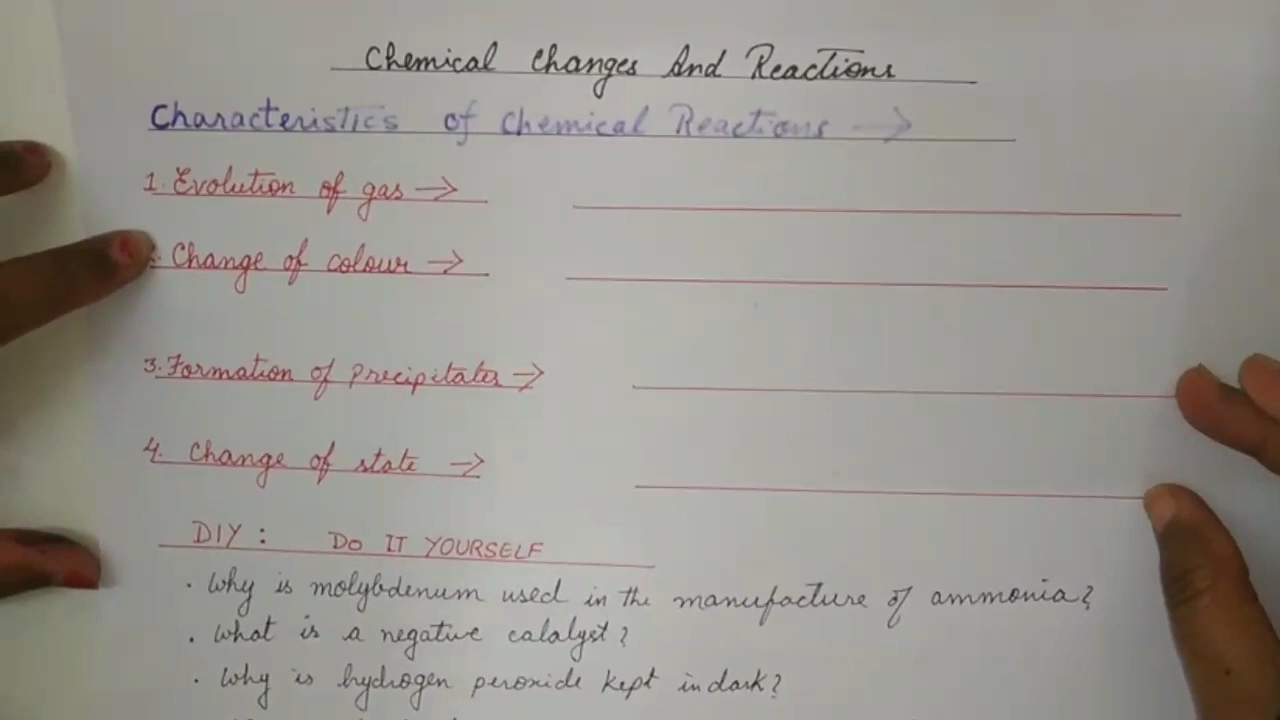 Chemical Changes And Reactions
Characteristics of Chemical Reactions →
1. Evolution of gas →
Change of colour →
3. Formation of precipitates →
4. Change of state →
DIY : DO IT YOURSELF
. Why is molybdenum used in the manufacture of ammonia?
. What is a negative calalyst?
. Why is hydrogen peroxide kept in dark?